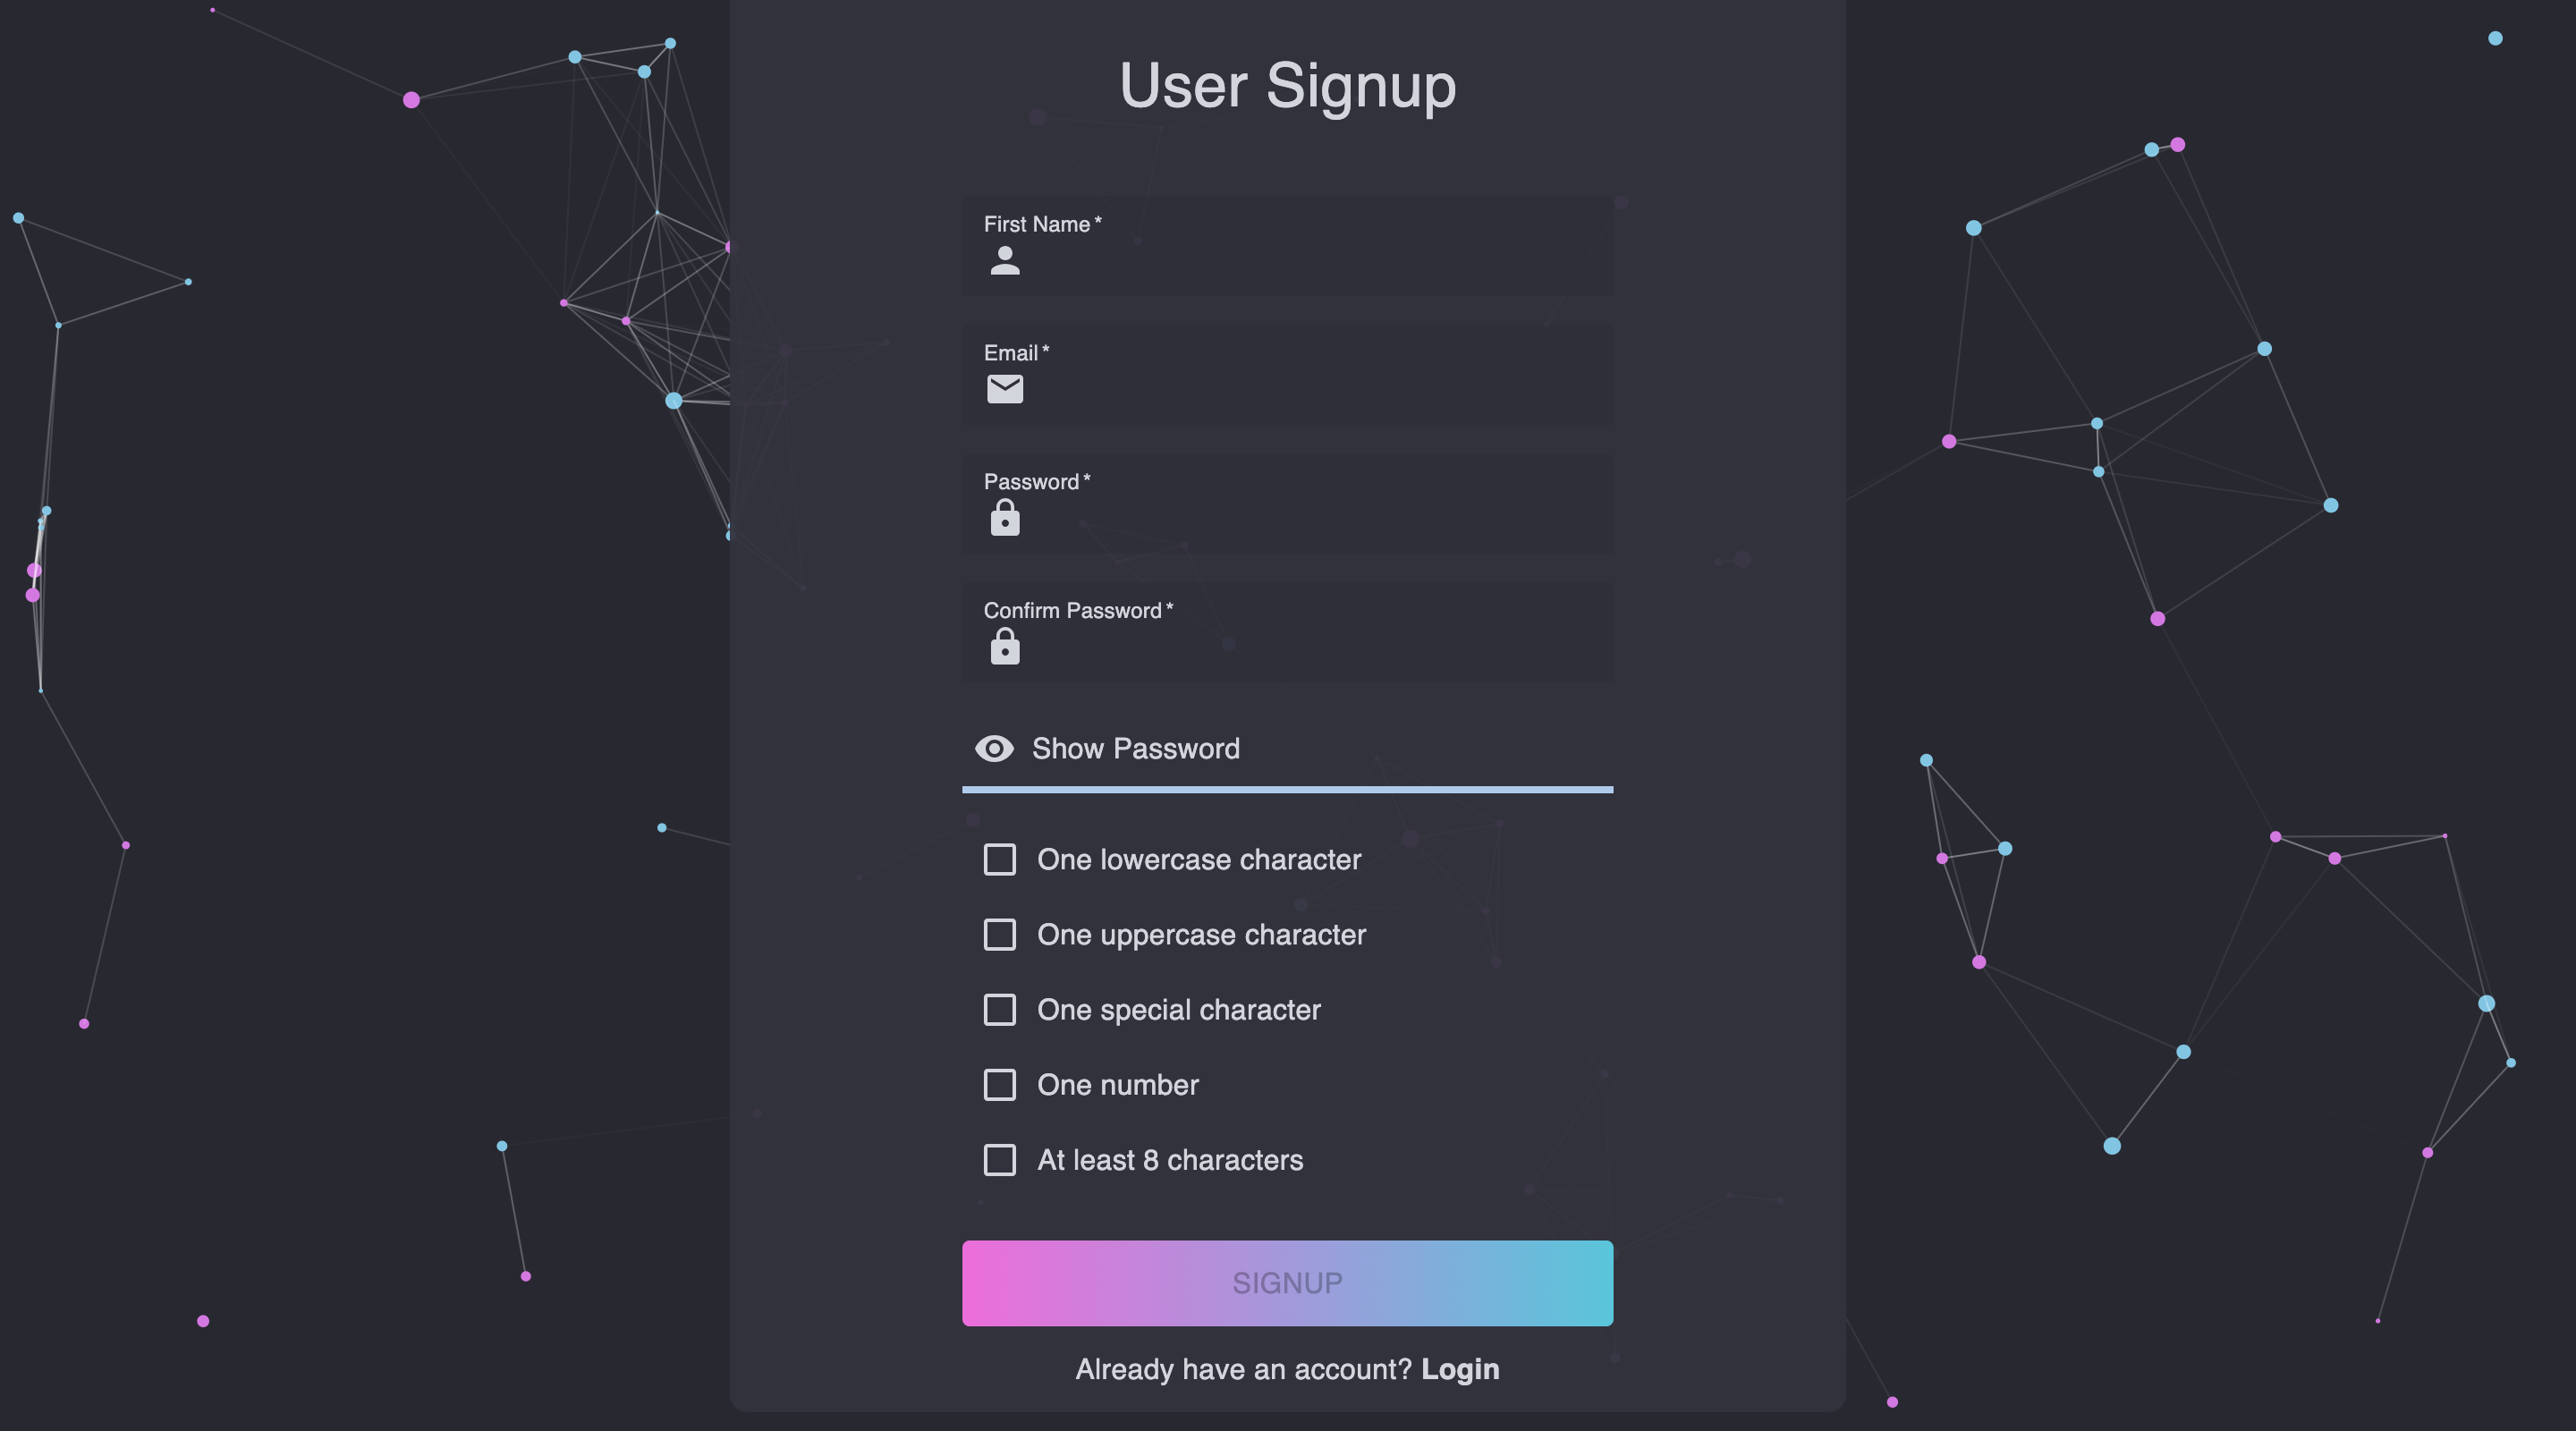 User Signup
First Name *
Email *
Password *
Confirm Password *
Show Password
One lowercase character
One uppercase character
One special character
One number
At least 8 characters
SIGNUP
Already have an account? Login